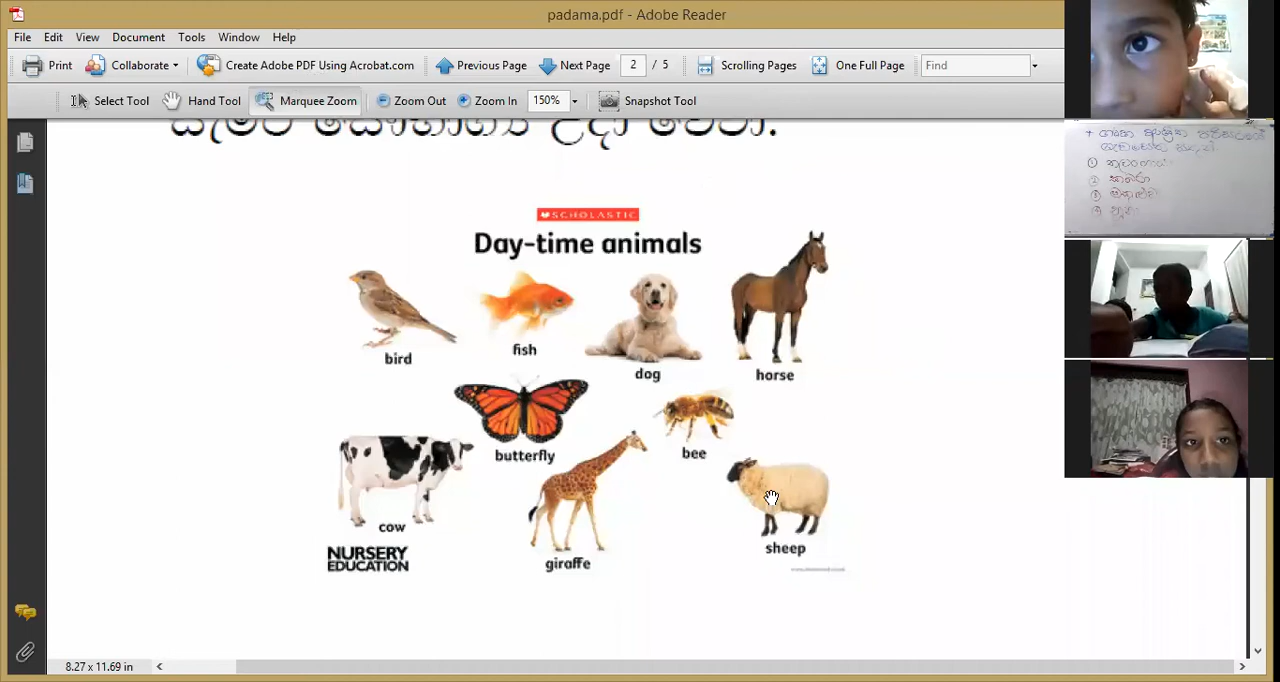 padama.pdf - Adobe Reader
File Edit View Document Tools Window Help
Print Collaborate Create Adobe PDF Using Acrobat.com Previous Page Next Page 2 / 5 Scrolling Pages One Full Page Find
Select Tool Hand Tool Marquee Zoom Zoom Out Zoom In 150% Snapshot Tool
සැමට සෞභාග්‍ය උදා වේවා.
SCHOLASTIC
Day-time animals
bird
fish
dog
horse
butterfly
bee
cow
giraffe
sheep
NURSERY
EDUCATION
8.27 x 11.69 in